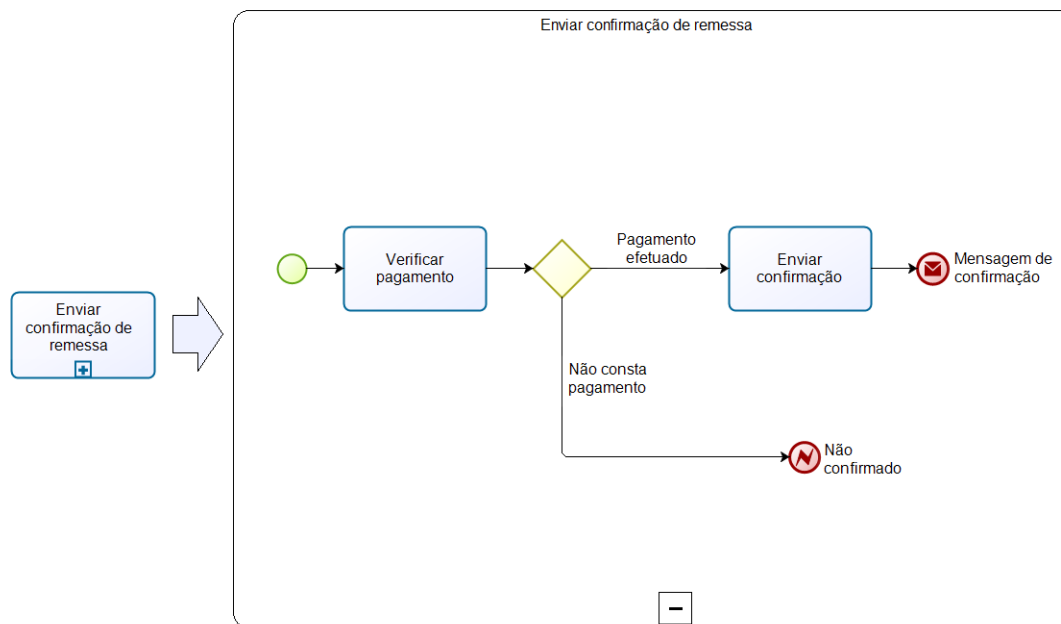 Enviar confirmação de remessa
Verificar
pagamento
Pagamento
efetuado
Enviar
confirmação
Mensagem de
confirmação
Enviar
confirmação de
remessa
Não consta
pagamento
Não
confirmado